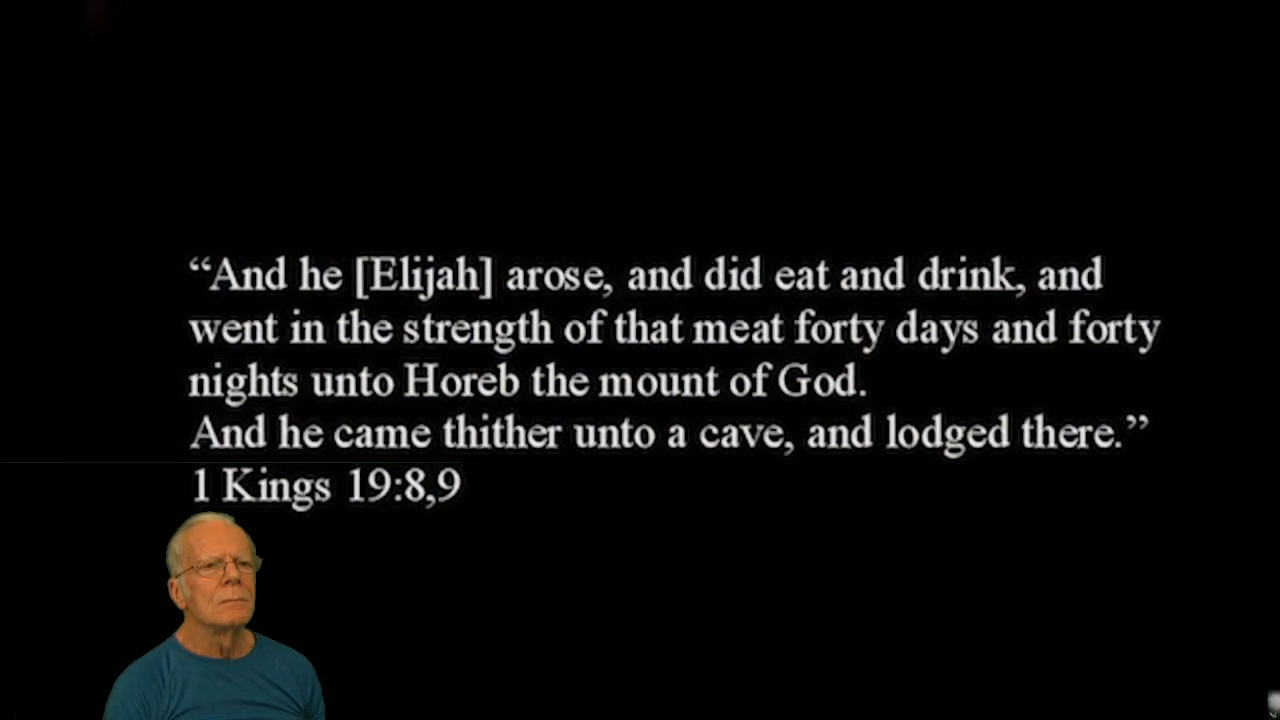 “And he [Elijah] arose, and did eat and drink, and
went in the strength of that meat forty days and forty
nights unto Horeb the mount of God.
And he came thither unto a cave, and lodged there.”
1 Kings 19:8,9